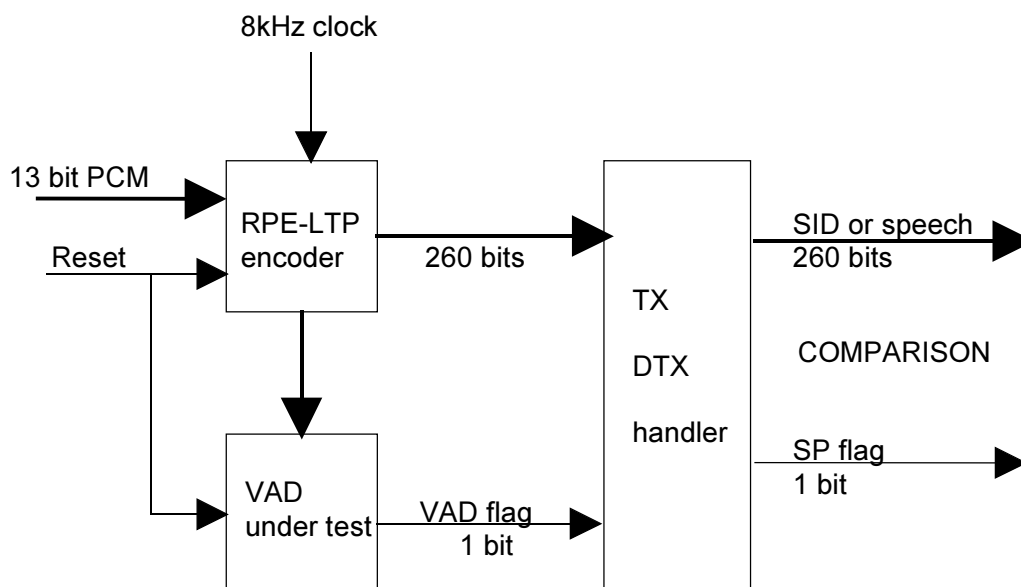 8kHz clock
13 bit PCM
RPE-LTP
encoder
Reset
260 bits
SID or speech
260 bits
TX
DTX
handler
COMPARISON
VAD
under test
VAD flag
1 bit
SP flag
1 bit